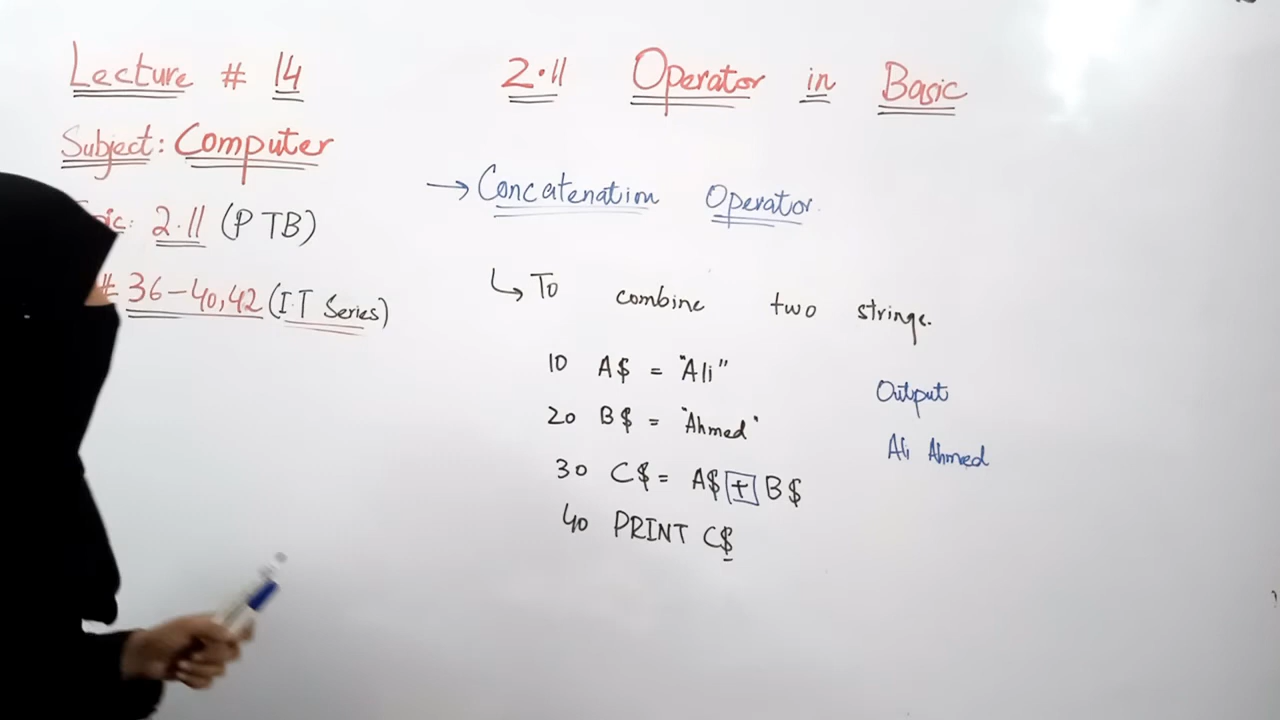 Lecture # 14
Subject: Computer
2.11 (PTB)
# 36-40,42 (I.T Series)
2.11 Operator in Basic
→ Concatenation Operator.
↳ To combine two strings.
10 A$ = "Ali"
20 B$ = "Ahmed"
30 C$ = A$ + B$
40 PRINT C$
Output
Ali Ahmed